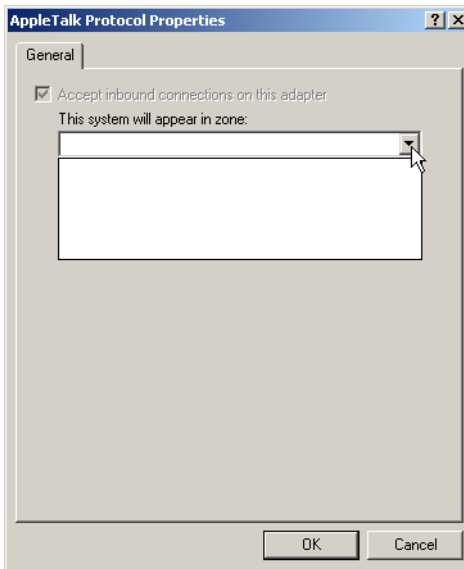 AppleTalk Protocol Properties
General
Accept inbound connections on this adapter
This system will appear in zone:
OK
Cancel